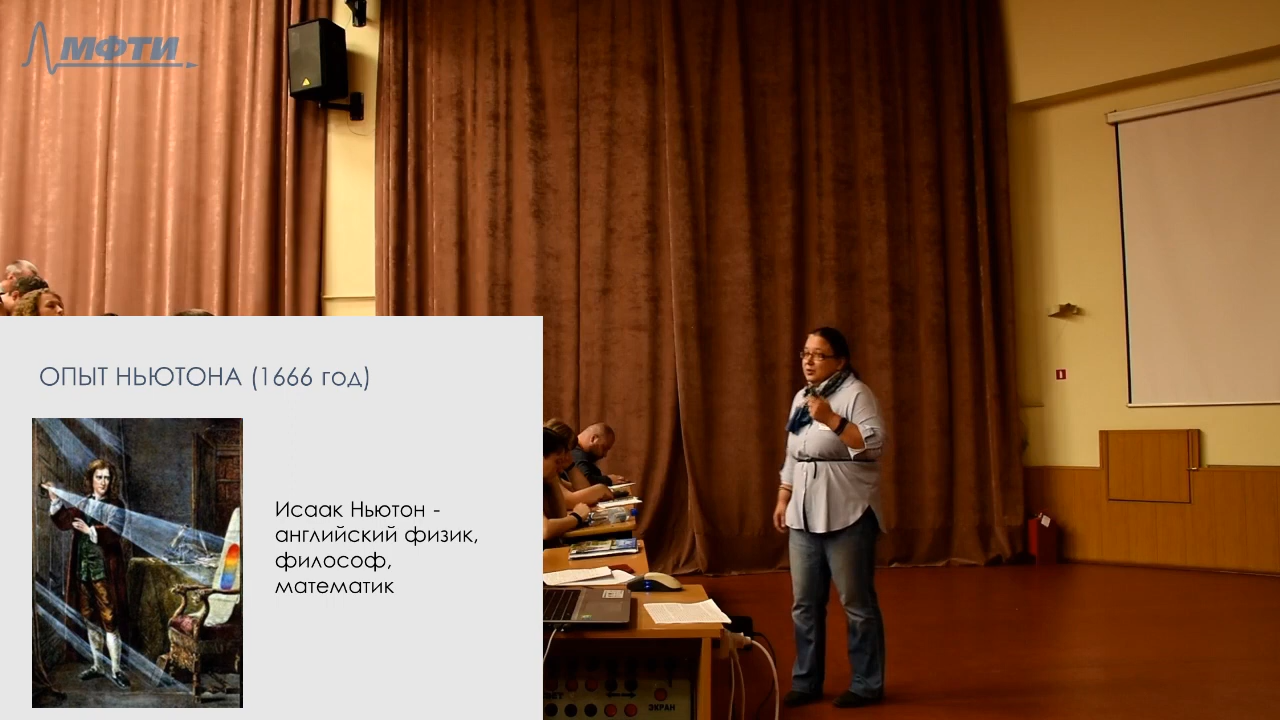 МФТИ
ОПЫТ НЬЮТОНА (1666 год)
Исаак Ньютон -
английский физик,
философ,
математик
ЭКРАН